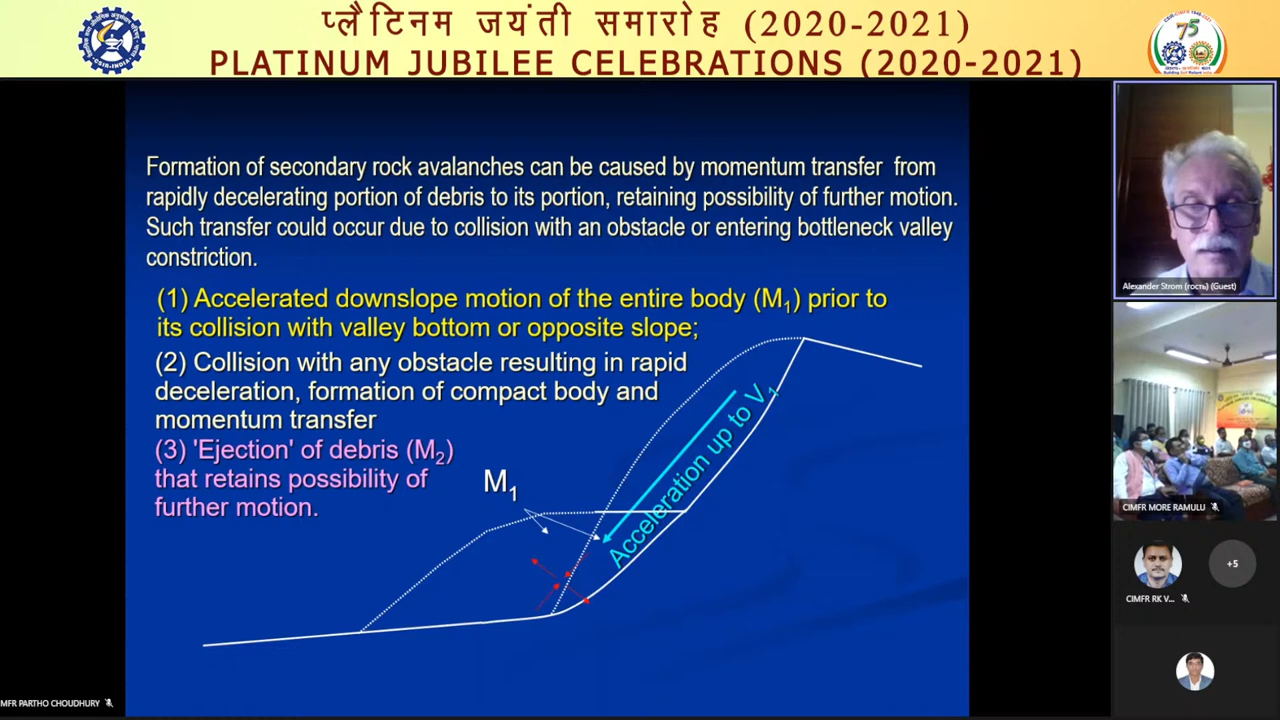 प्लैटिनम जयंती समारोह (2020-2021)
PLATINUM JUBILEE CELEBRATIONS (2020-2021)
CSIR-INDIA
75
Formation of secondary rock avalanches can be caused by momentum transfer from
rapidly decelerating portion of debris to its portion, retaining possibility of further motion.
Such transfer could occur due to collision with an obstacle or entering bottleneck valley
constriction.
(1) Accelerated downslope motion of the entire body (M₁) prior to
its collision with valley bottom or opposite slope;
(2) Collision with any obstacle resulting in rapid
deceleration, formation of compact body and
momentum transfer
(3) 'Ejection' of debris (M₂)
that retains possibility of
further motion.
M₁
Acceleration up to V₁
Alexander Strom (гость) (Guest)
CIMFR MORE RAMULU
CIMFR RK V...
+5
MFR PARTHO CHOUDHURY